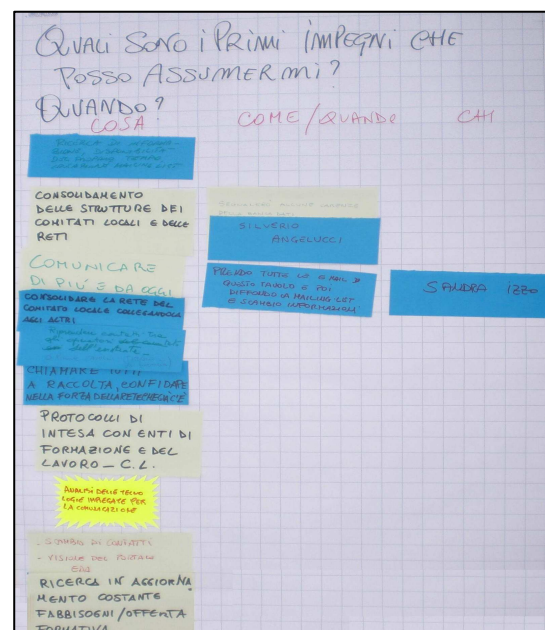 QUALI SONO i PRIMI IMPEGNI CHE
POSSO ASSUMERMI?
QUANDO?
COSA COME/QUANDO CHI
CONSOLIDAMENTO
DELLE STRUTTURE DEI
COMITATI LOCALI E DELLE
RETI
SILVERIO
ANGELUCCI
COMUNICARE
DI PIÙ E DA OGGI
PRENDO TUTTE LE E MAIL DI
QUESTO TAVOLO E POI
DIFFONDO LA MAILING LIST
E SCAMBIO INFORMAZIONI
SANDRA IZZO
CONSOLIDARE LA RETE DEL
COMITATO LOCALE COLLEGANDOLA
AGLI ALTRI
CHIAMARE TUTTI
A RACCOLTA, CONFIDARE
NELLA FORZA DELLA RETE CHE GIÀ C'È
PROTOCOLLI DI
INTESA CON ENTI DI
FORMAZIONE E DEL
LAVORO - C.L.
ANALISI DELLE TECNO
LOGIE IMPIEGATE PER
LA COMUNICAZIONE
- SCAMBIO DI CONTATTI
- VISIONE DEL PORTALE
RICERCA IN AGGIORNA
MENTO COSTANTE
FABBISOGNI/OFFERTA
FORMATIVA